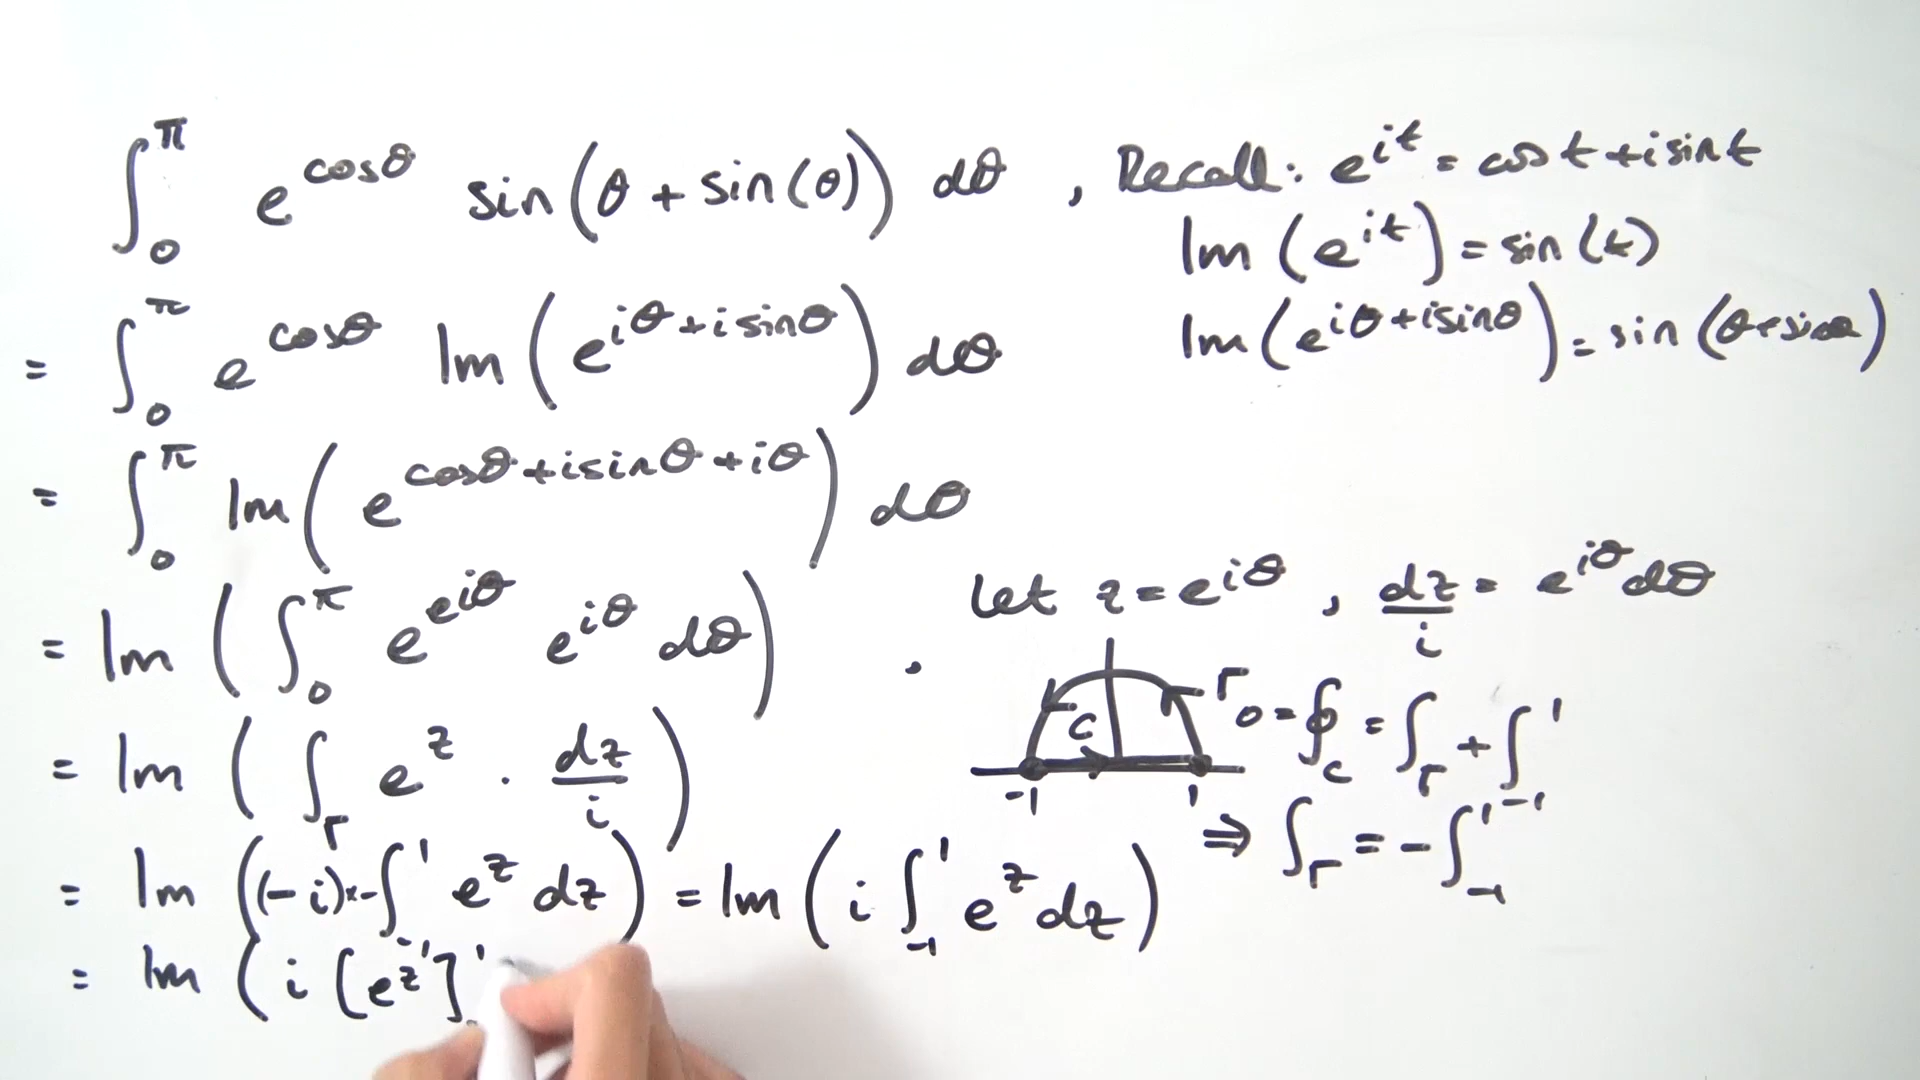 ∫₀^π e^{cosθ} sin(θ + sin(θ)) dθ , Recall: e^{it} = cos t + i sin t
Im(e^{it}) = sin(t)
= ∫₀^π e^{cosθ} Im(e^{iθ + i sinθ}) dθ
Im(e^{iθ + i sinθ}) = sin(θ + sinθ)
= ∫₀^π Im(e^{cosθ + i sinθ + iθ}) dθ
= Im(∫₀^π e^{e^{iθ}} e^{iθ} dθ) . let z = e^{iθ} , dz/i = e^{iθ} dθ
C Γ -1 1
0 = ∮_C = ∫_Γ + ∫_{-1}^1
= Im(∫_Γ e^z · dz/i)
⇒ ∫_Γ = -∫_{-1}^1
= Im((-i)×-∫_{-1}^1 e^z dz) = Im(i ∫_{-1}^1 e^z dz)
= Im(i [e^z]^1